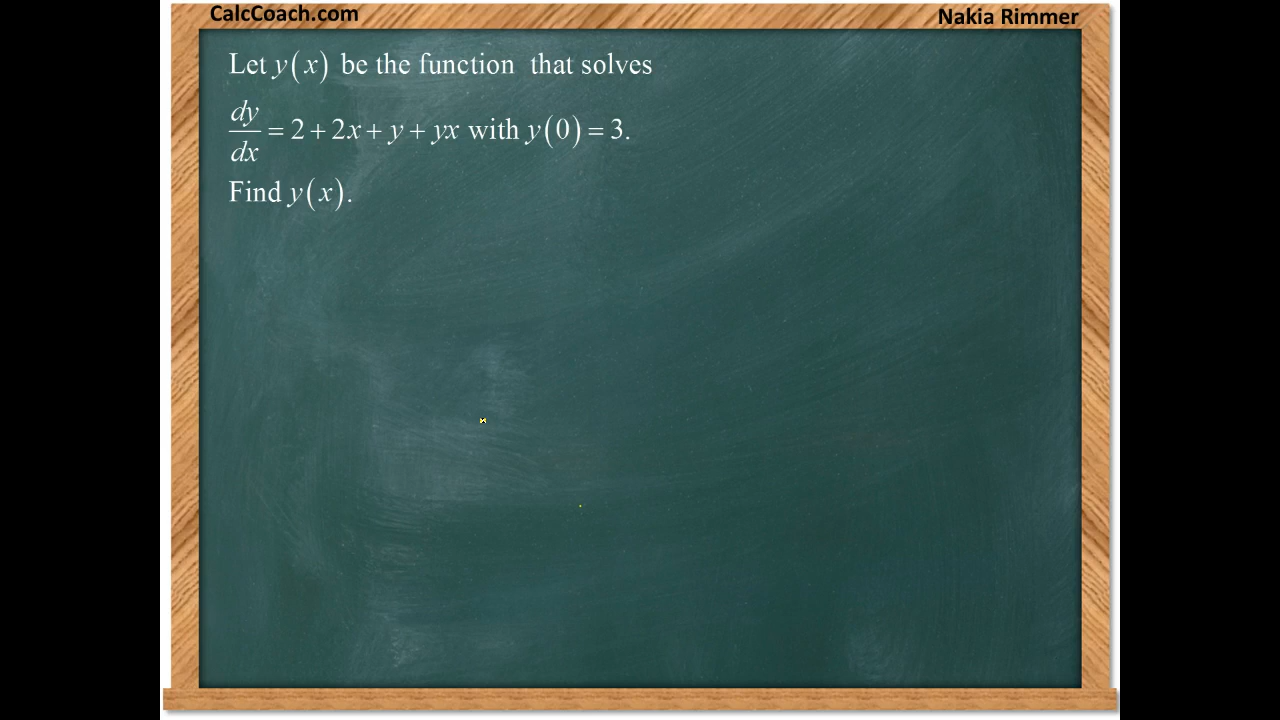 CalcCoach.com
Nakia Rimmer
Let y(x) be the function that solves
dy/dx = 2 + 2x + y + yx with y(0) = 3.
Find y(x).